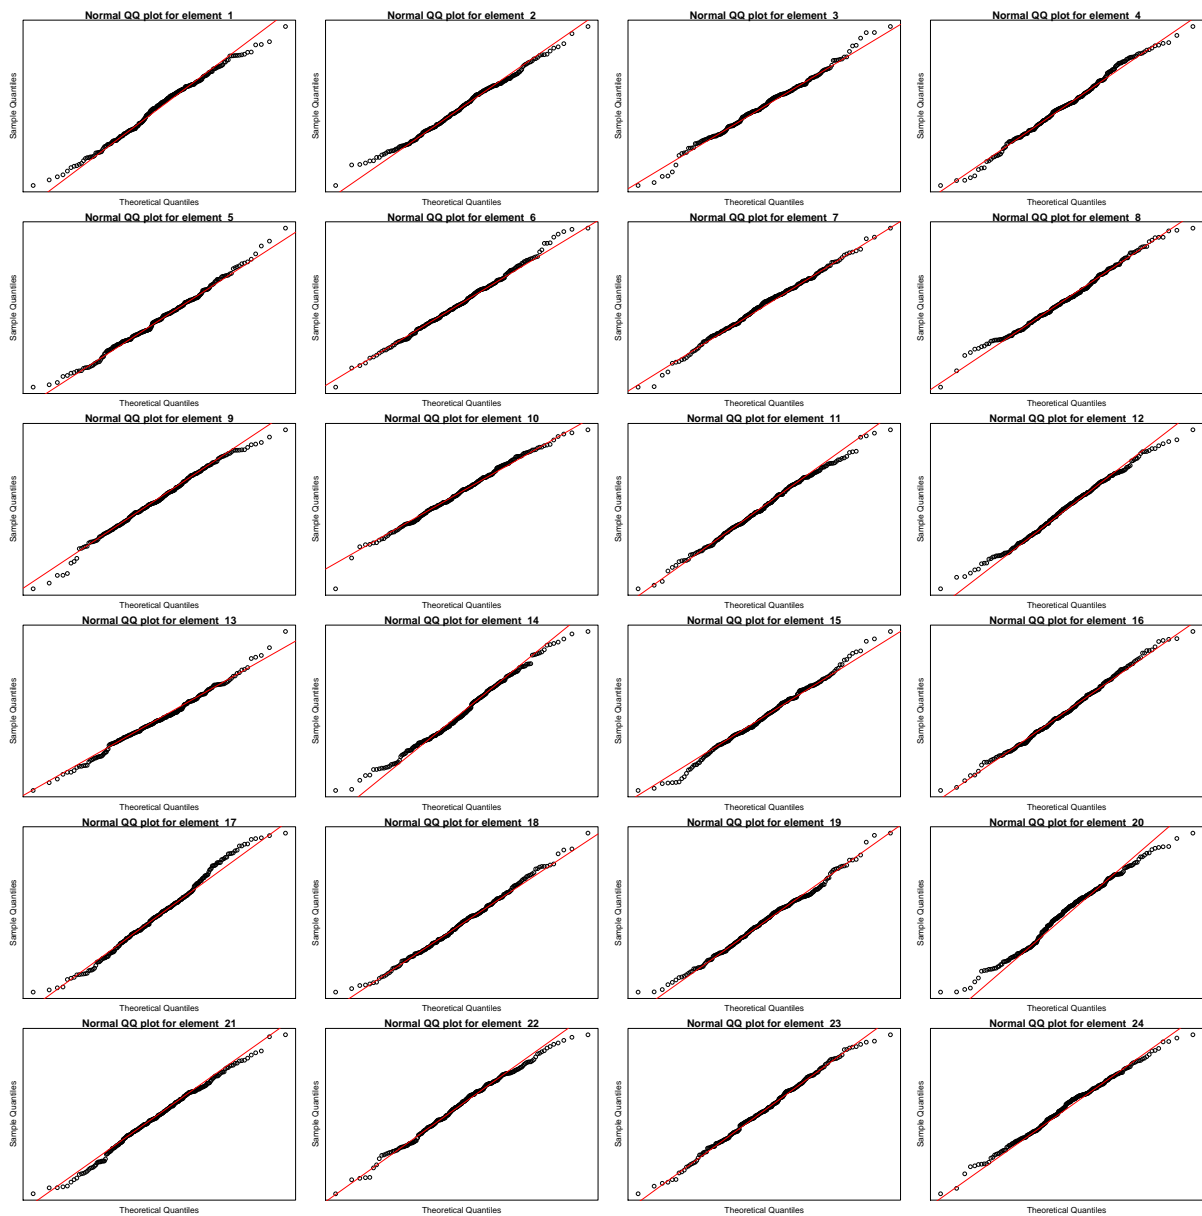 Normal QQ plot for element 1
Normal QQ plot for element 2
Normal QQ plot for element 3
Normal QQ plot for element 4
Sample Quantiles
Sample Quantiles
Sample Quantiles
Sample Quantiles
Theoretical Quantiles
Theoretical Quantiles
Theoretical Quantiles
Theoretical Quantiles
Normal QQ plot for element 5
Normal QQ plot for element 6
Normal QQ plot for element 7
Normal QQ plot for element 8
Sample Quantiles
Sample Quantiles
Sample Quantiles
Sample Quantiles
Theoretical Quantiles
Theoretical Quantiles
Theoretical Quantiles
Theoretical Quantiles
Normal QQ plot for element 9
Normal QQ plot for element 10
Normal QQ plot for element 11
Normal QQ plot for element 12
Sample Quantiles
Sample Quantiles
Sample Quantiles
Sample Quantiles
Theoretical Quantiles
Theoretical Quantiles
Theoretical Quantiles
Theoretical Quantiles
Normal QQ plot for element 13
Normal QQ plot for element 14
Normal QQ plot for element 15
Normal QQ plot for element 16
Sample Quantiles
Sample Quantiles
Sample Quantiles
Sample Quantiles
Theoretical Quantiles
Theoretical Quantiles
Theoretical Quantiles
Theoretical Quantiles
Normal QQ plot for element 17
Normal QQ plot for element 18
Normal QQ plot for element 19
Normal QQ plot for element 20
Sample Quantiles
Sample Quantiles
Sample Quantiles
Sample Quantiles
Theoretical Quantiles
Theoretical Quantiles
Theoretical Quantiles
Theoretical Quantiles
Normal QQ plot for element 21
Normal QQ plot for element 22
Normal QQ plot for element 23
Normal QQ plot for element 24
Sample Quantiles
Sample Quantiles
Sample Quantiles
Sample Quantiles
Theoretical Quantiles
Theoretical Quantiles
Theoretical Quantiles
Theoretical Quantiles